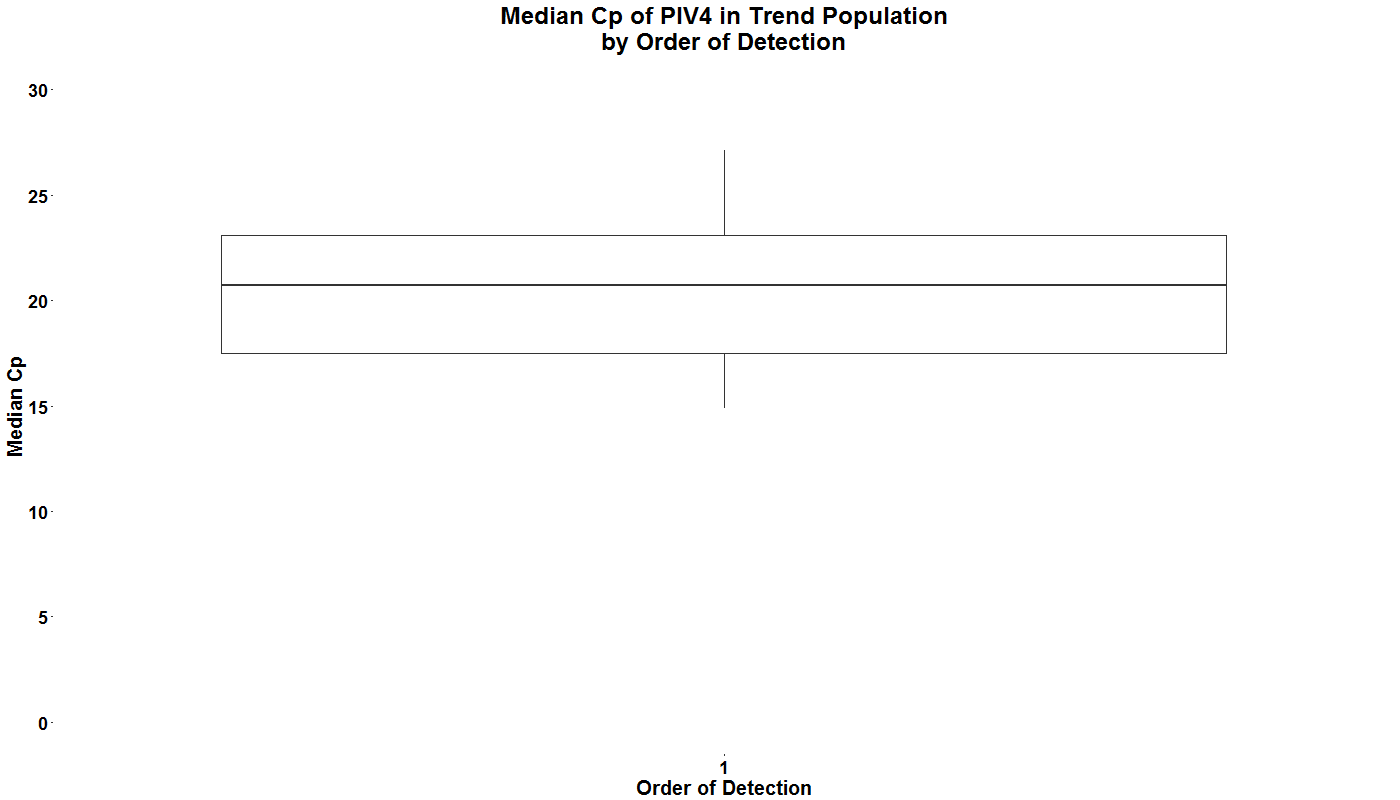 Median Cp of PIV4 in Trend Population
by Order of Detection
30
25
20
15
10
5
0
Median Cp
1
Order of Detection